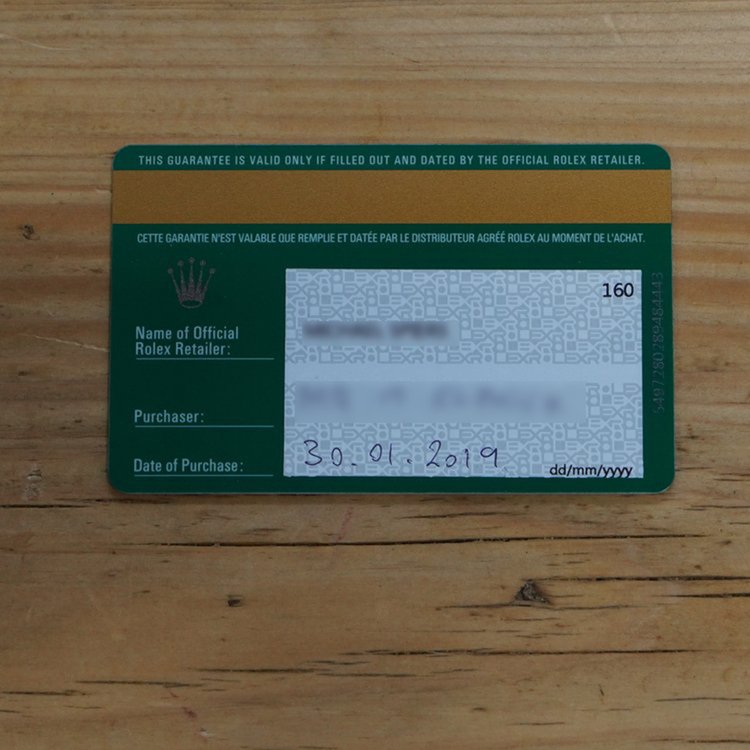 THIS GUARANTEE IS VALID ONLY IF FILLED OUT AND DATED BY THE OFFICIAL ROLEX RETAILER.
CETTE GARANTIE N'EST VALABLE QUE REMPLIE ET DATÉE PAR LE DISTRIBUTEUR AGRÉÉ ROLEX AU MOMENT DE L'ACHAT.
160
Name of Official
Rolex Retailer:
Purchaser:
Date of Purchase:
30.01.2019
dd/mm/yyyy